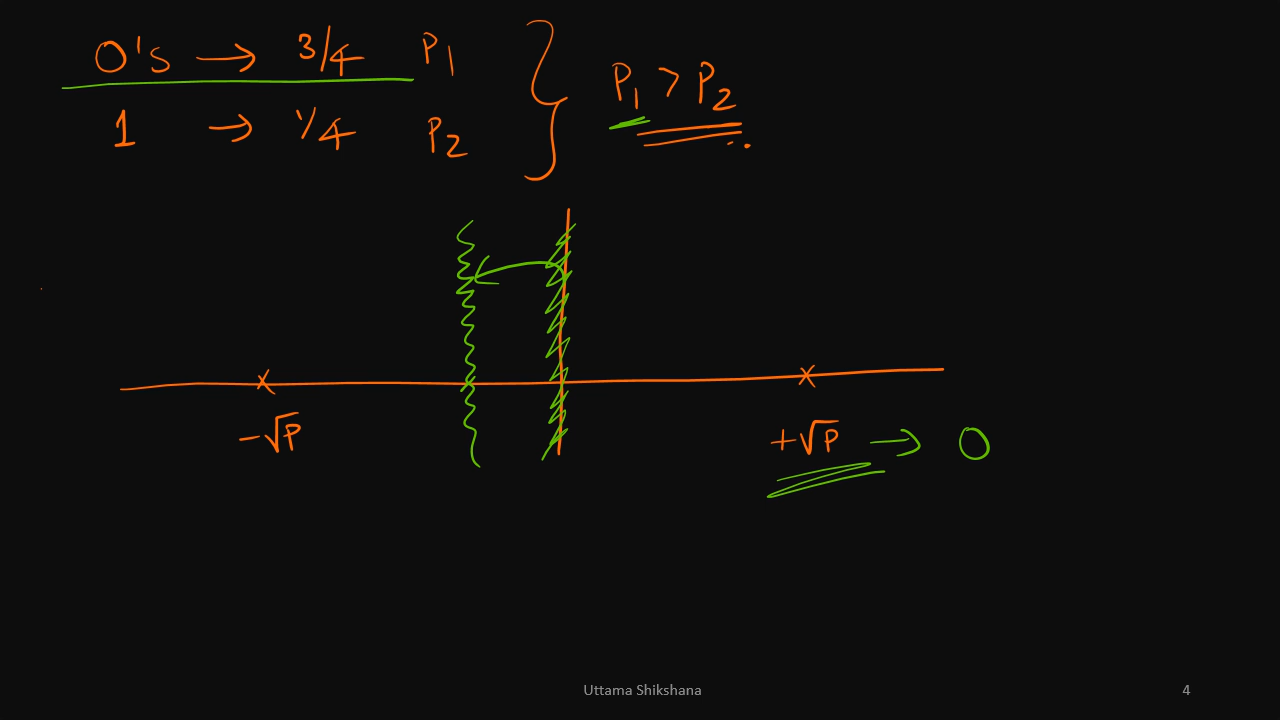 0's → 3/4 P₁
1 → 1/4 P₂
P₁ > P₂
-√P
+√P → 0
Uttama Shikshana
4